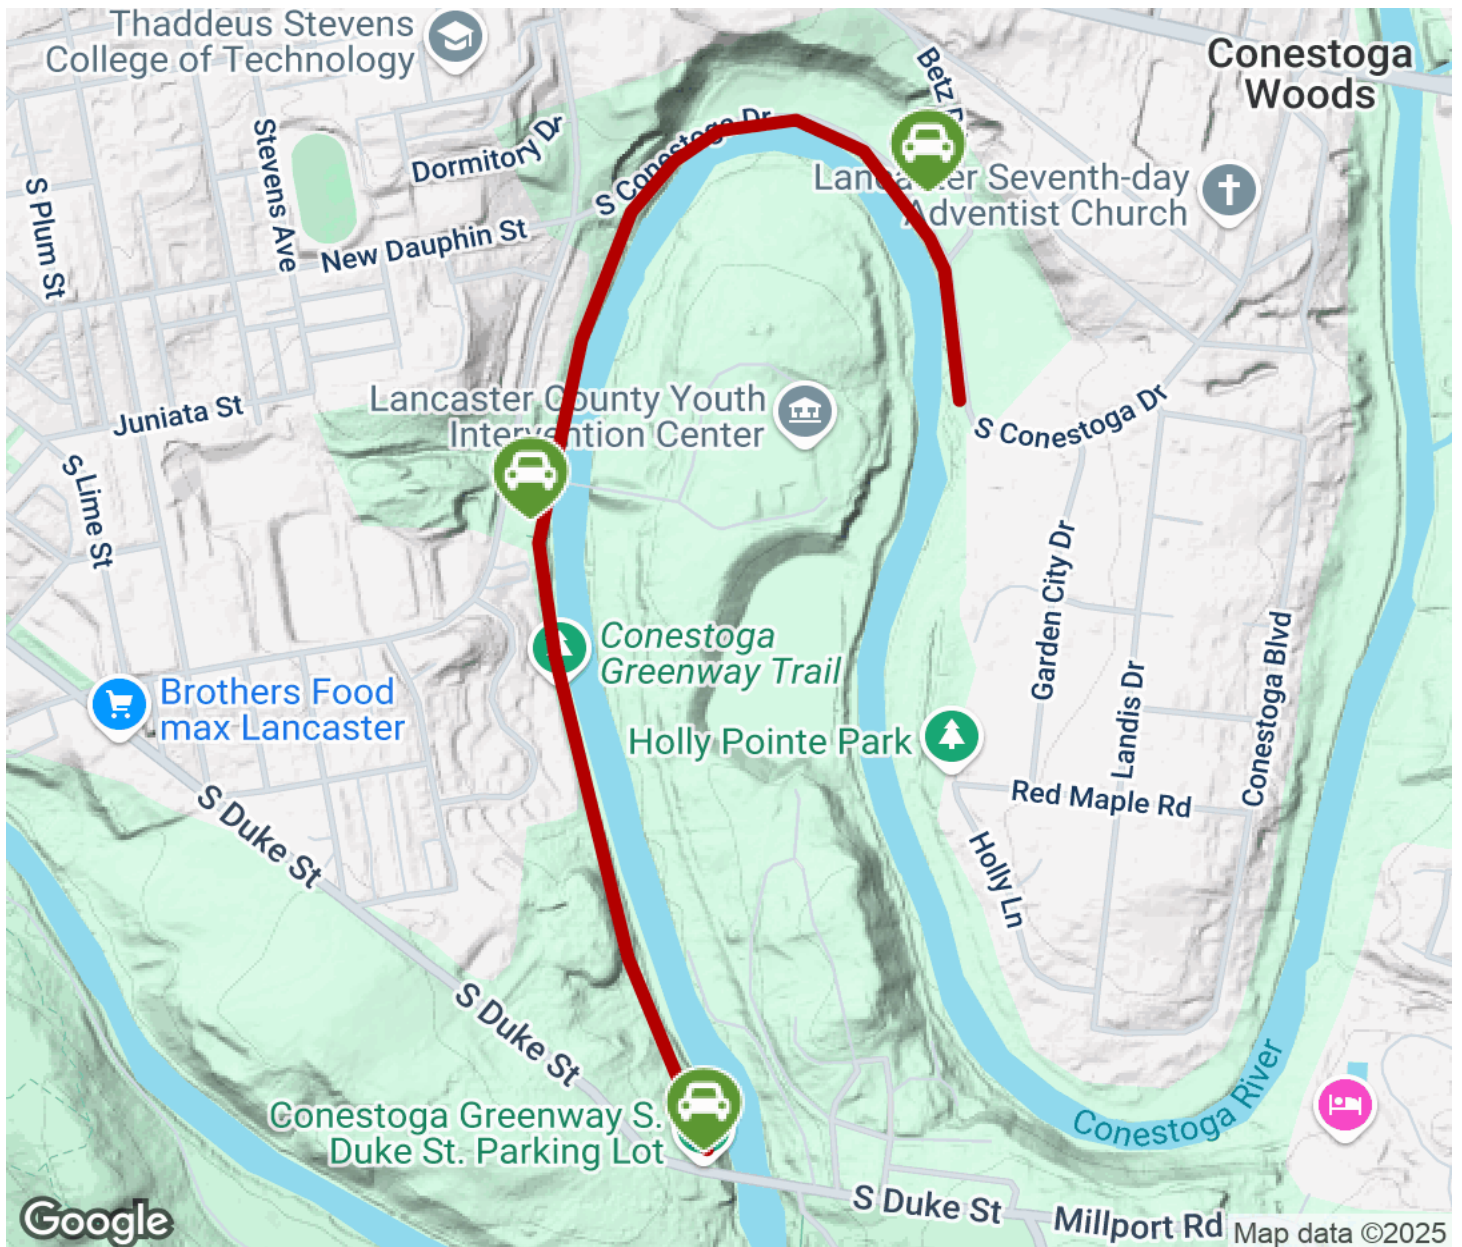 Thaddeus Stevens
College of Technology
Conestoga
Woods
Betz D
S Conestoga Dr
Dormitory Dr
Stevens Ave
S Plum St
Lancaster Seventh-day
Adventist Church
New Dauphin St
Lancaster County Youth
Intervention Center
Juniata St
S Conestoga Dr
S Lime St
Garden City Dr
Conestoga
Greenway Trail
Brothers Food
max Lancaster
Holly Pointe Park
Landis Dr
Conestoga Blvd
Red Maple Rd
S Duke St
Holly Ln
S Duke St
Conestoga River
Conestoga Greenway S.
Duke St. Parking Lot
S Duke St
Millport Rd
Google
Map data ©2025